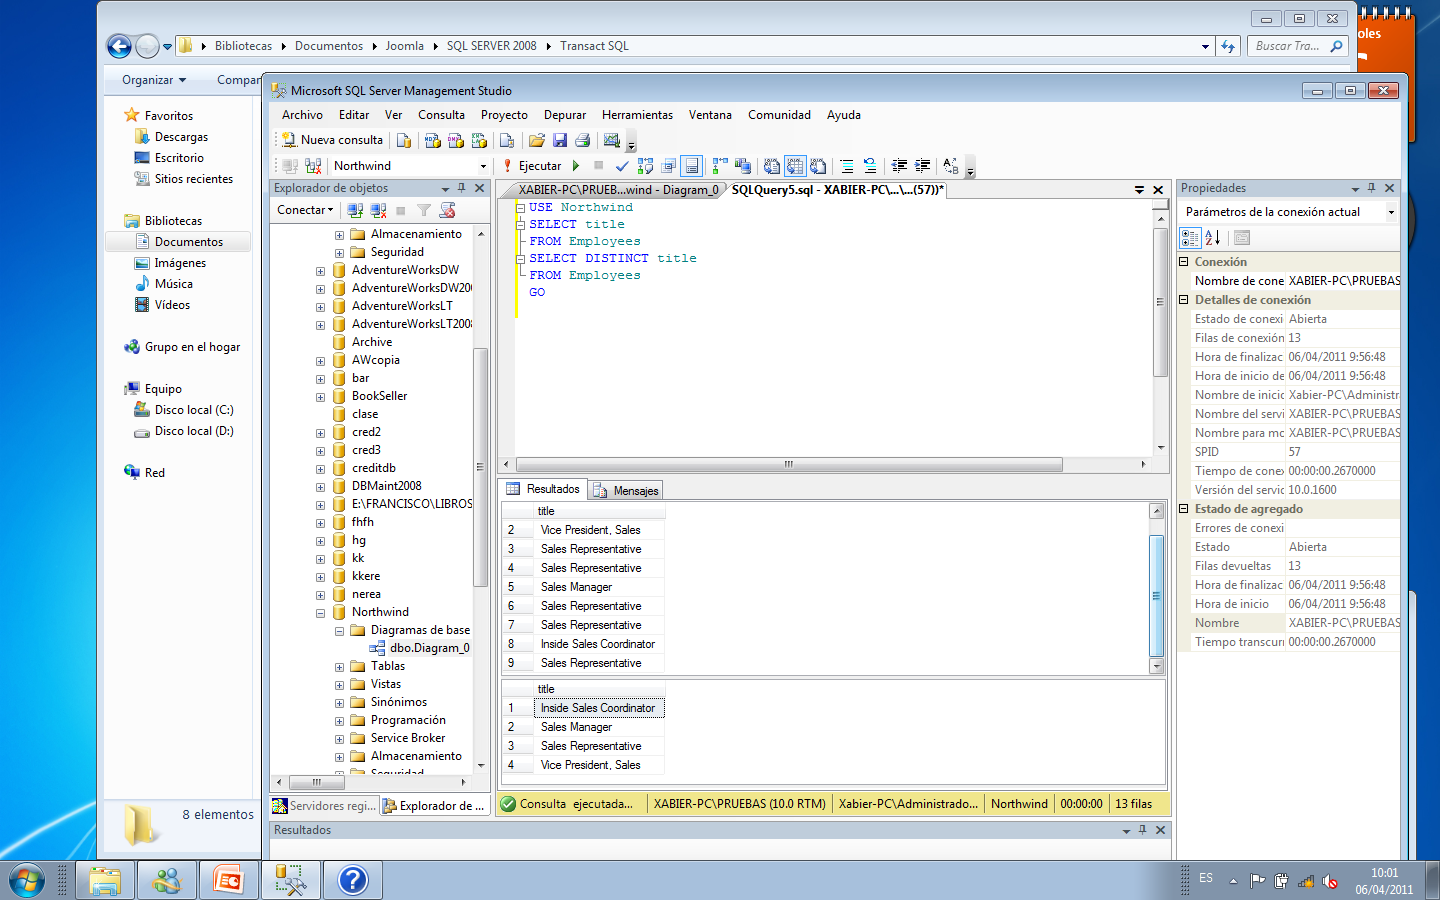 oles
Bibliotecas
Documentos
Joomla
SQL SERVER 2008
Transact SQL
Buscar Tra...
Organizar
Compar
Favoritos
Descargas
Escritorio
Sitios recientes
Bibliotecas
Documentos
Imágenes
Música
Vídeos
Grupo en el hogar
Equipo
Disco local (C:)
Disco local (D:)
Red
8 elementos
Microsoft SQL Server Management Studio
Archivo Editar Ver Consulta Proyecto Depurar Herramientas Ventana Comunidad Ayuda
Nueva consulta
Northwind
Ejecutar
Explorador de objetos
Conectar
Almacenamiento
Seguridad
AdventureWorksDW
AdventureWorksDW200
AdventureWorksLT
AdventureWorksLT2008
Archive
AWcopia
bar
BookSeller
clase
cred2
cred3
creditdb
DBMaint2008
E:\FRANCISCO\LIBROS
fhfh
hg
kk
kkere
nerea
Northwind
Diagramas de base
dbo.Diagram_0
Tablas
Vistas
Sinónimos
Programación
Service Broker
Almacenamiento
Seguridad
Servidores regi...
Explorador de ...
XABIER-PC\PRUEB...wind - Diagram_0
SQLQuery5.sql - XABIER-PC\...\...(57))*
USE Northwind
SELECT title
FROM Employees
SELECT DISTINCT title
FROM Employees
GO
Resultados
Mensajes
title
2 Vice President, Sales
3 Sales Representative
4 Sales Representative
5 Sales Manager
6 Sales Representative
7 Sales Representative
8 Inside Sales Coordinator
9 Sales Representative
title
1 Inside Sales Coordinator
2 Sales Manager
3 Sales Representative
4 Vice President, Sales
Consulta ejecutada... XABIER-PC\PRUEBAS (10.0 RTM) Xabier-PC\Administrado... Northwind 00:00:00 13 filas
Resultados
Propiedades
Parámetros de la conexión actual
Conexión
Nombre de cone XABIER-PC\PRUEBAS
Detalles de conexión
Estado de conexi Abierta
Filas de conexión 13
Hora de finalizac 06/04/2011 9:56:48
Hora de inicio de 06/04/2011 9:56:48
Nombre de inicio Xabier-PC\Administr
Nombre del servi XABIER-PC\PRUEBAS
Nombre para mo XABIER-PC\PRUEBAS
SPID 57
Tiempo de conex 00:00:00.2670000
Versión del servid 10.0.1600
Estado de agregado
Errores de conexi
Estado Abierta
Filas devueltas 13
Hora de finalizac 06/04/2011 9:56:48
Hora de inicio 06/04/2011 9:56:48
Nombre XABIER-PC\PRUEBAS
Tiempo transcurr 00:00:00.2670000
ES
10:01
06/04/2011